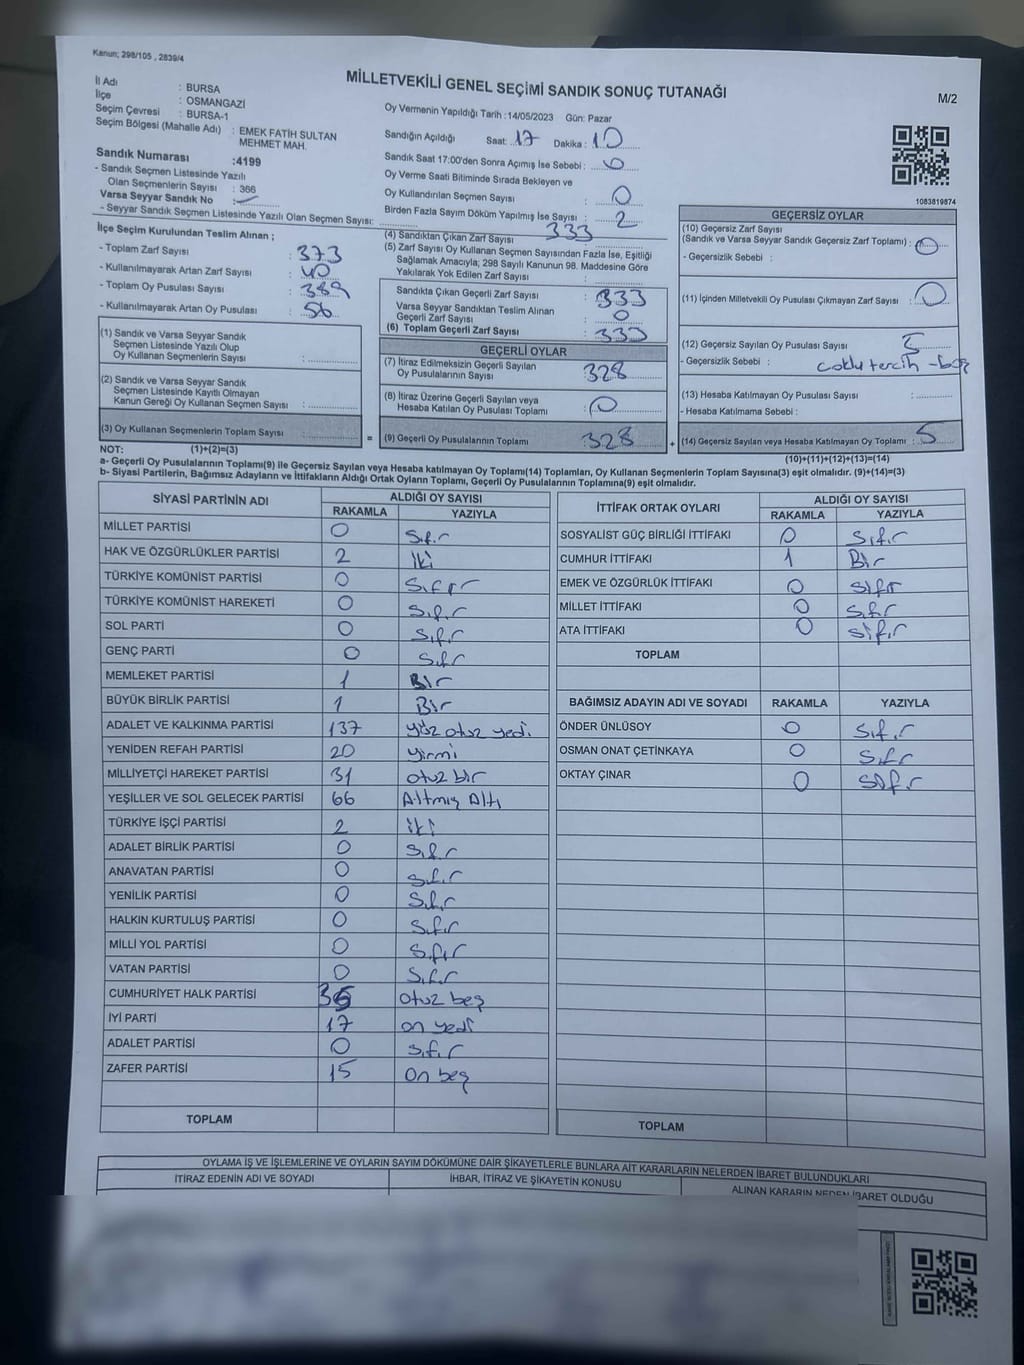 Kanun; 298/105 , 2839/4
MİLLETVEKİLİ GENEL SEÇİMİ SANDIK SONUÇ TUTANAĞI
M/2
İl Adı : BURSA
İlçe : OSMANGAZİ
Seçim Çevresi : BURSA-1
Seçim Bölgesi (Mahalle Adı) : EMEK FATİH SULTAN
MEHMET MAH.
Sandık Numarası :4199
- Sandık Seçmen Listesinde Yazılı
Olan Seçmenlerin Sayısı : 366
Varsa Seyyar Sandık No :
- Seyyar Sandık Seçmen Listesinde Yazılı Olan Seçmen Sayısı:
Oy Vermenin Yapıldığı Tarih :14/05/2023 Gün: Pazar
Sandığın Açıldığı Saat: 17 Dakika : 10
Sandık Saat 17:00'den Sonra Açımış İse Sebebi : 0
Oy Verme Saati Bitiminde Sırada Bekleyen ve
Oy Kullandırılan Seçmen Sayısı : 0
Birden Fazla Sayım Döküm Yapılmış İse Sayısı : 2
1083819874
İlçe Seçim Kurulundan Teslim Alınan ;
- Toplam Zarf Sayısı : 373
- Kullanılmayarak Artan Zarf Sayısı : 40
- Toplam Oy Pusulası Sayısı : 389
- Kullanılmayarak Artan Oy Pusulası : 56
(1) Sandık ve Varsa Seyyar Sandık
Seçmen Listesinde Yazılı Olup
Oy Kullanan Seçmenlerin Sayısı :
(2) Sandık ve Varsa Seyyar Sandık
Seçmen Listesinde Kayıtlı Olmayan
Kanun Gereği Oy Kullanan Seçmen Sayısı :
(3) Oy Kullanan Seçmenlerin Toplam Sayısı :
(4) Sandıktan Çıkan Zarf Sayısı : 333
(5) Zarf Sayısı Oy Kullanan Seçmen Sayısından Fazla İse, Eşitliği
Sağlamak Amacıyla; 298 Sayılı Kanunun 98. Maddesine Göre
Yakılarak Yok Edilen Zarf Sayısı :
Sandıkta Çıkan Geçerli Zarf Sayısı : 333
Varsa Seyyar Sandıktan Teslim Alınan
Geçerli Zarf Sayısı : 0
(6) Toplam Geçerli Zarf Sayısı : 333
GEÇERLİ OYLAR
(7) İtiraz Edilmeksizin Geçerli Sayılan
Oy Pusulalarının Sayısı : 328
(8) İtiraz Üzerine Geçerli Sayılan veya
Hesaba Katılan Oy Pusulası Toplamı : 0
= (9) Geçerli Oy Pusulalarının Toplamı : 328
GEÇERSİZ OYLAR
(10) Geçersiz Zarf Sayısı
(Sandık ve Varsa Seyyar Sandık Geçersiz Zarf Toplamı) : 0
- Geçersizlik Sebebi :
(11) İçinden Milletvekili Oy Pusulası Çıkmayan Zarf Sayısı : 0
(12) Geçersiz Sayılan Oy Pusulası Sayısı : 5
- Geçersizlik Sebebi : coklu tercih - boş
(13) Hesaba Katılmayan Oy Pusulası Sayısı :
- Hesaba Katılmama Sebebi :
+ (14) Geçersiz Sayılan veya Hesaba Katılmayan Oy Toplamı : 5
NOT: (1)+(2)=(3)
(10)+(11)+(12)+(13)=(14)
a- Geçerli Oy Pusulalarının Toplamı(9) ile Geçersiz Sayılan veya Hesaba katılmayan Oy Toplamı(14) Toplamları, Oy Kullanan Seçmenlerin Toplam Sayısına(3) eşit olmalıdır. (9)+(14)=(3)
b- Siyasi Partilerin, Bağımsız Adayların ve İttifakların Aldığı Ortak Oyların Toplamı, Geçerli Oy Pusulalarının Toplamına(9) eşit olmalıdır.
SİYASİ PARTİNİN ADI ALDIĞI OY SAYISI
RAKAMLA YAZIYLA
MİLLET PARTİSİ 0 Sıfır
HAK VE ÖZGÜRLÜKLER PARTİSİ 2 İki
TÜRKİYE KOMÜNİST PARTİSİ 0 Sıfır
TÜRKİYE KOMÜNİST HAREKETİ 0 Sıfır
SOL PARTİ 0 Sıfır
GENÇ PARTİ 0 Sıfır
MEMLEKET PARTİSİ 1 Bir
BÜYÜK BİRLİK PARTİSİ 1 Bir
ADALET VE KALKINMA PARTİSİ 137 yüz otuz yedi
YENİDEN REFAH PARTİSİ 20 yirmi
MİLLİYETÇİ HAREKET PARTİSİ 31 otuz bir
YEŞİLLER VE SOL GELECEK PARTİSİ 66 Altmış Altı
TÜRKİYE İŞÇİ PARTİSİ 2 iki
ADALET BİRLİK PARTİSİ 0 Sıfır
ANAVATAN PARTİSİ 0 Sıfır
YENİLİK PARTİSİ 0 Sıfır
HALKIN KURTULUŞ PARTİSİ 0 Sıfır
MİLLİ YOL PARTİSİ 0 Sıfır
VATAN PARTİSİ 0 Sıfır
CUMHURİYET HALK PARTİSİ 35 otuz beş
İYİ PARTİ 17 on yedi
ADALET PARTİSİ 0 Sıfır
ZAFER PARTİSİ 15 On beş
TOPLAM
İTTİFAK ORTAK OYLARI ALDIĞI OY SAYISI
RAKAMLA YAZIYLA
SOSYALİST GÜÇ BİRLİĞİ İTTİFAKI 0 Sıfır
CUMHUR İTTİFAKI 1 Bir
EMEK VE ÖZGÜRLÜK İTTİFAKI 0 sıfır
MİLLET İTTİFAKI 0 sıfır
ATA İTTİFAKI 0 sıfır
TOPLAM
BAĞIMSIZ ADAYIN ADI VE SOYADI RAKAMLA YAZIYLA
ÖNDER ÜNLÜSOY 0 Sıfır
OSMAN ONAT ÇETİNKAYA 0 Sıfır
OKTAY ÇINAR 0 Sıfır
TOPLAM
OYLAMA İŞ VE İŞLEMLERİNE VE OYLARIN SAYIM DÖKÜMÜNE DAİR ŞİKAYETLERLE BUNLARA AİT KARARLARIN NELERDEN İBARET BULUNDUKLARI
İTİRAZ EDENİN ADI VE SOYADI İHBAR, İTİRAZ VE ŞİKAYETİN KONUSU ALINAN KARARIN NEDEN İBARET OLDUĞU